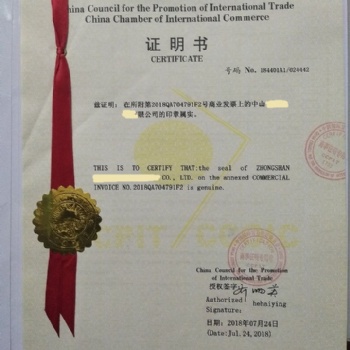 China Council for the Promotion of International Trade
China Chamber of International Commerce
证明书
CERTIFICATE
号码 No. 184401A1/024442
兹证明：在所附第2018QA704791F2号商业发票上的中山
公司的印章属实。
THIS IS TO CERTIFY THAT:the seal of ZHONGSHAN
CO., LTD. on the annexed COMMERCIAL
INVOICE NO.2018QA704791F2 is genuine.
China Council for the Promotion
of International Trade
授权签字：
Authorized
Signature:
日期：2018年07月24日
(Date:Jul.24,2018)